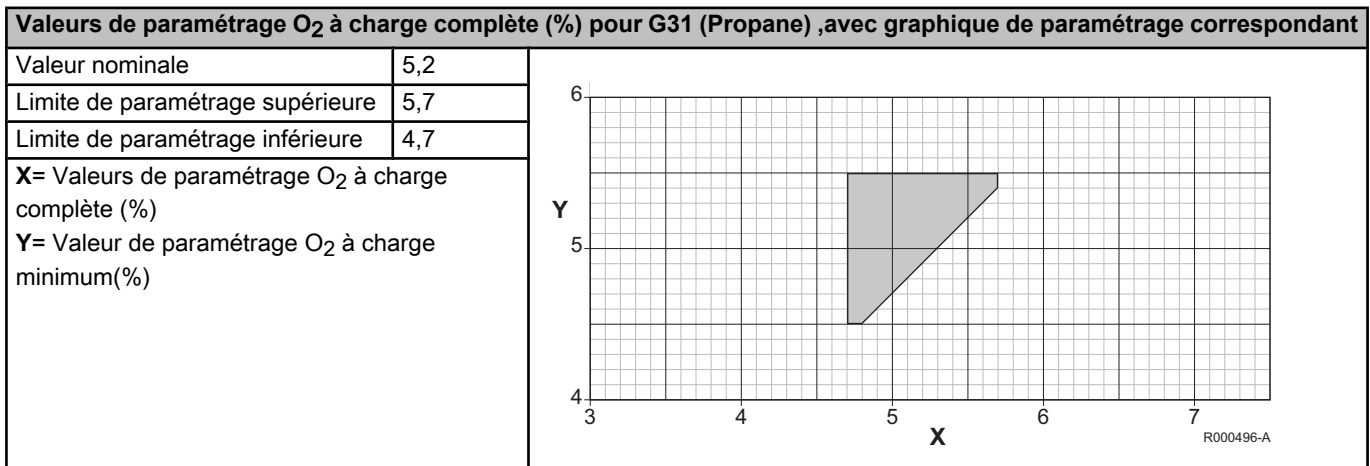 Valeurs de paramétrage O2 à charge complète (%) pour G31 (Propane) ,avec graphique de paramétrage correspondant
Valeur nominale 5,2
Limite de paramétrage supérieure 5,7
Limite de paramétrage inférieure 4,7
X= Valeurs de paramétrage O2 à charge
complète (%)
Y= Valeur de paramétrage O2 à charge
minimum(%)
6
Y
5
4
3 4 5 6 7
X
R000496-A